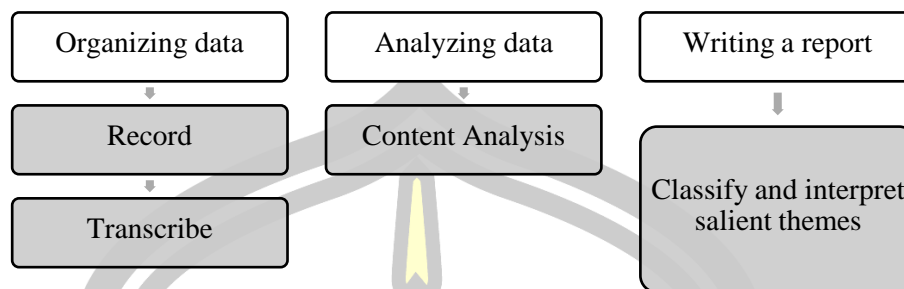 Organizing data
Record
Transcribe
Analyzing data
Content Analysis
Writing a report
Classify and interpret
salient themes